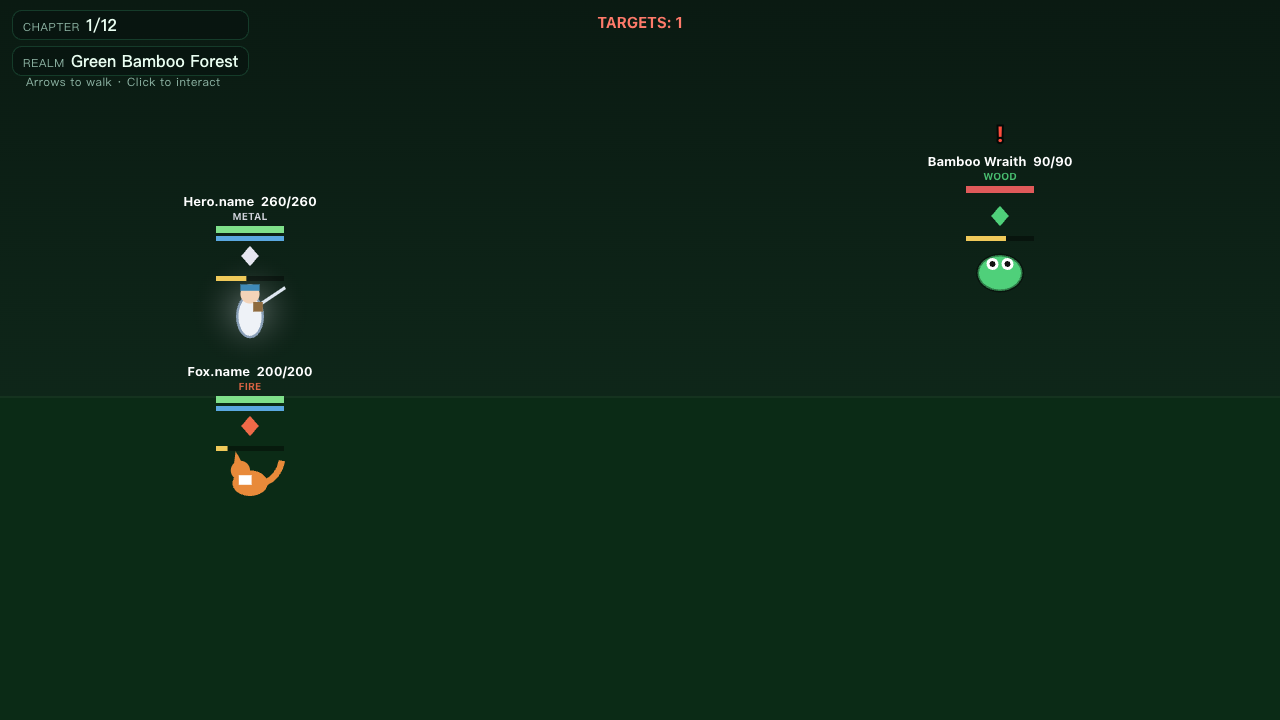 CHAPTER 1/12
REALM Green Bamboo Forest
Arrows to walk · Click to interact
TARGETS: 1
!
Bamboo Wraith 90/90
WOOD
Hero.name 260/260
METAL
Fox.name 200/200
FIRE